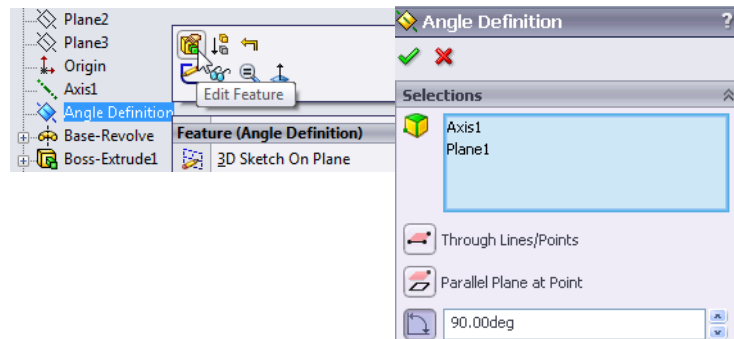 Plane2
Plane3
Origin
Axis1
Angle Definition
Base-Revolve
Boss-Extrude1
Edit Feature
Feature (Angle Definition)
3D Sketch On Plane
Angle Definition ?
Selections
Axis1
Plane1
Through Lines/Points
Parallel Plane at Point
90.00deg